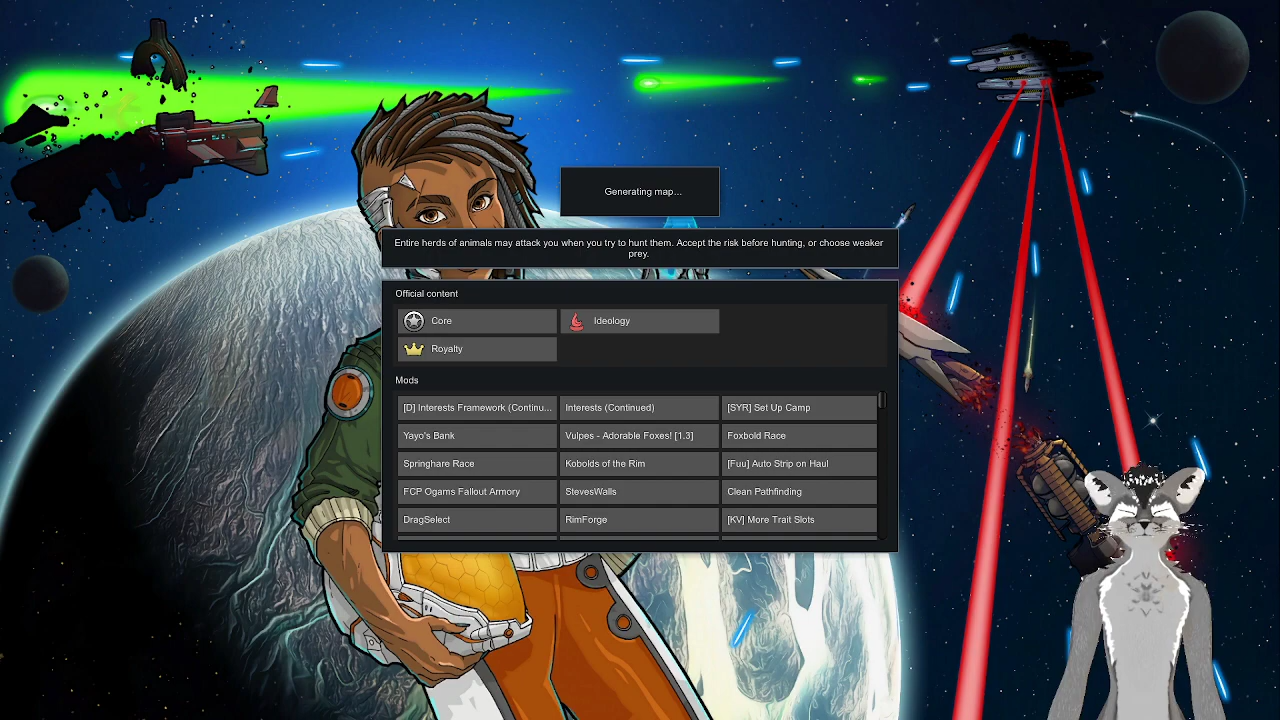 Generating map...
Entire herds of animals may attack you when you try to hunt them. Accept the risk before hunting, or choose weaker
prey.
Official content
Core
Ideology
Royalty
Mods
[D] Interests Framework (Continu...
Interests (Continued)
[SYR] Set Up Camp
Yayo's Bank
Vulpes - Adorable Foxes! [1.3]
Foxbold Race
Springhare Race
Kobolds of the Rim
[Fuu] Auto Strip on Haul
FCP Ogams Fallout Armory
StevesWalls
Clean Pathfinding
DragSelect
RimForge
[KV] More Trait Slots